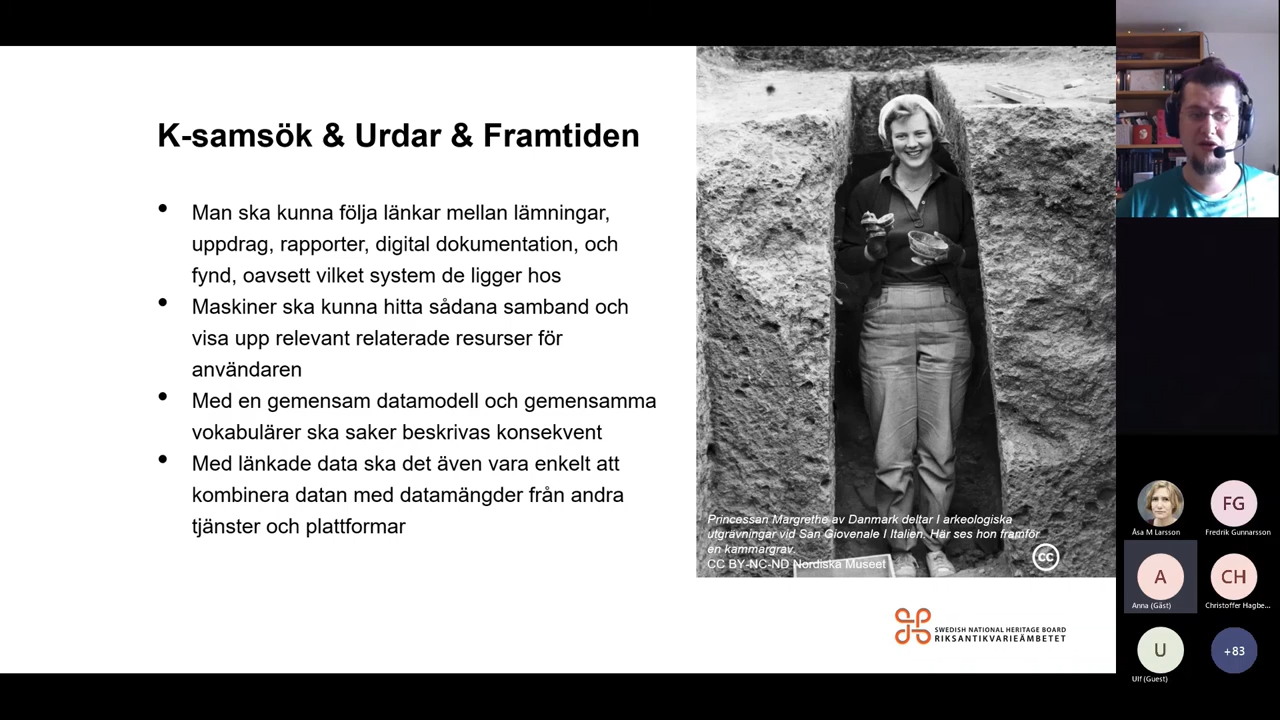 K-samsök & Urdar & Framtiden
• Man ska kunna följa länkar mellan lämningar,
uppdrag, rapporter, digital dokumentation, och
fynd, oavsett vilket system de ligger hos
• Maskiner ska kunna hitta sådana samband och
visa upp relevant relaterade resurser för
användaren
• Med en gemensam datamodell och gemensamma
vokabulärer ska saker beskrivas konsekvent
• Med länkade data ska det även vara enkelt att
kombinera datan med datamängder från andra
tjänster och plattformar
Princessan Margrethe av Danmark deltar I arkeologiska
utgrävningar vid San Giovenale I Italien. Här ses hon framför
en kammargrav.
CC BY-NC-ND Nordiska Museet
cc
SWEDISH NATIONAL HERITAGE BOARD
RIKSANTIKVARIEÄMBETET
Åsa M Larsson
FG
Fredrik Gunnarsson
A
Anna (Gäst)
CH
Christoffer Hagbe...
U
Ulf (Guest)
+83